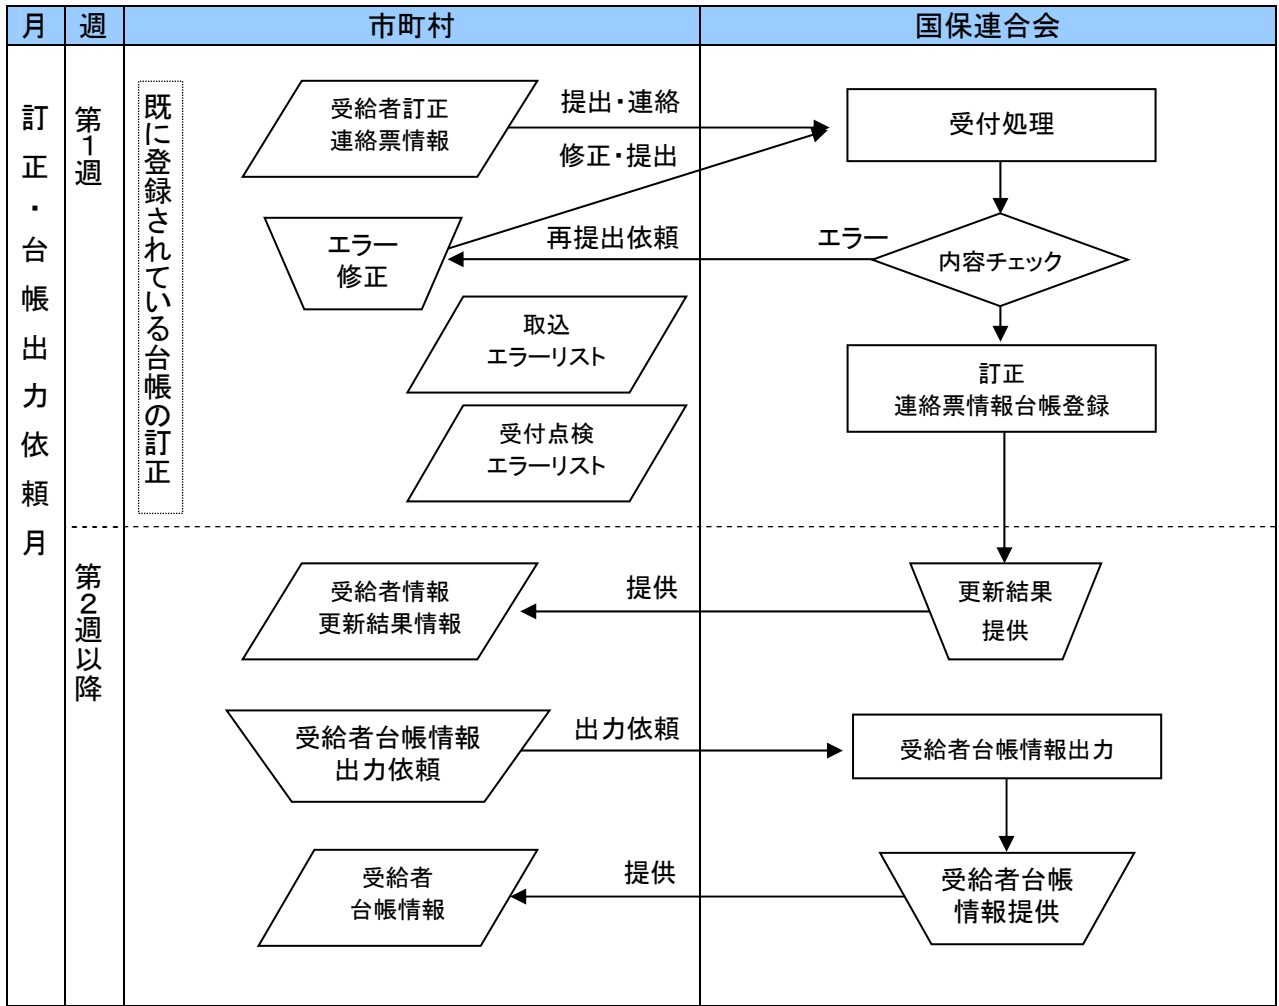 月
週
市町村
国保連合会
訂正・台帳出力依頼月
第1週
既に登録されている台帳の訂正
受給者訂正
連絡票情報
提出・連絡
受付処理
修正・提出
エラー
修正
再提出依頼
エラー
内容チェック
取込
エラーリスト
訂正
連絡票情報台帳登録
受付点検
エラーリスト
第2週以降
受給者情報
更新結果情報
提供
更新結果
提供
受給者台帳情報
出力依頼
出力依頼
受給者台帳情報出力
受給者
台帳情報
提供
受給者台帳
情報提供